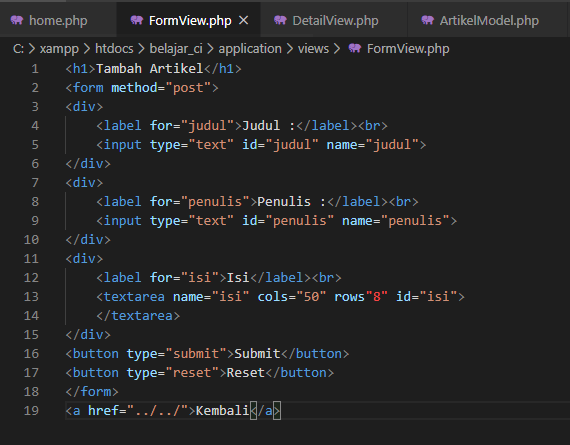 home.php FormView.php × DetailView.php ArtikelModel.php
C: > xampp > htdocs > belajar_ci > application > views > FormView.php
1 <h1>Tambah Artikel</h1>
2 <form method="post">
3 <div>
4 <label for="judul">Judul :</label><br>
5 <input type="text" id="judul" name="judul">
6 </div>
7 <div>
8 <label for="penulis">Penulis :</label><br>
9 <input type="text" id="penulis" name="penulis">
10 </div>
11 <div>
12 <label for="isi">Isi</label><br>
13 <textarea name="isi" cols="50" rows"8" id="isi">
14 </textarea>
15 </div>
16 <button type="submit">Submit</button>
17 <button type="reset">Reset</button>
18 </form>
19 <a href="../../">Kembali</a>